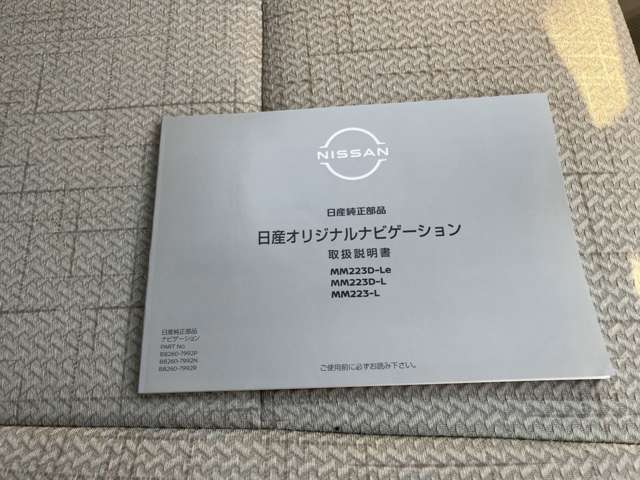 NISSAN
日産純正部品
日産オリジナルナビゲーション
取扱説明書
MM223D-Le
MM223D-L
MM223-L
日産純正部品
ナビゲーション
PART No.
B8260-7992P
B8260-7992N
B8260-7992R
ご使用前に必ずお読み下さい。